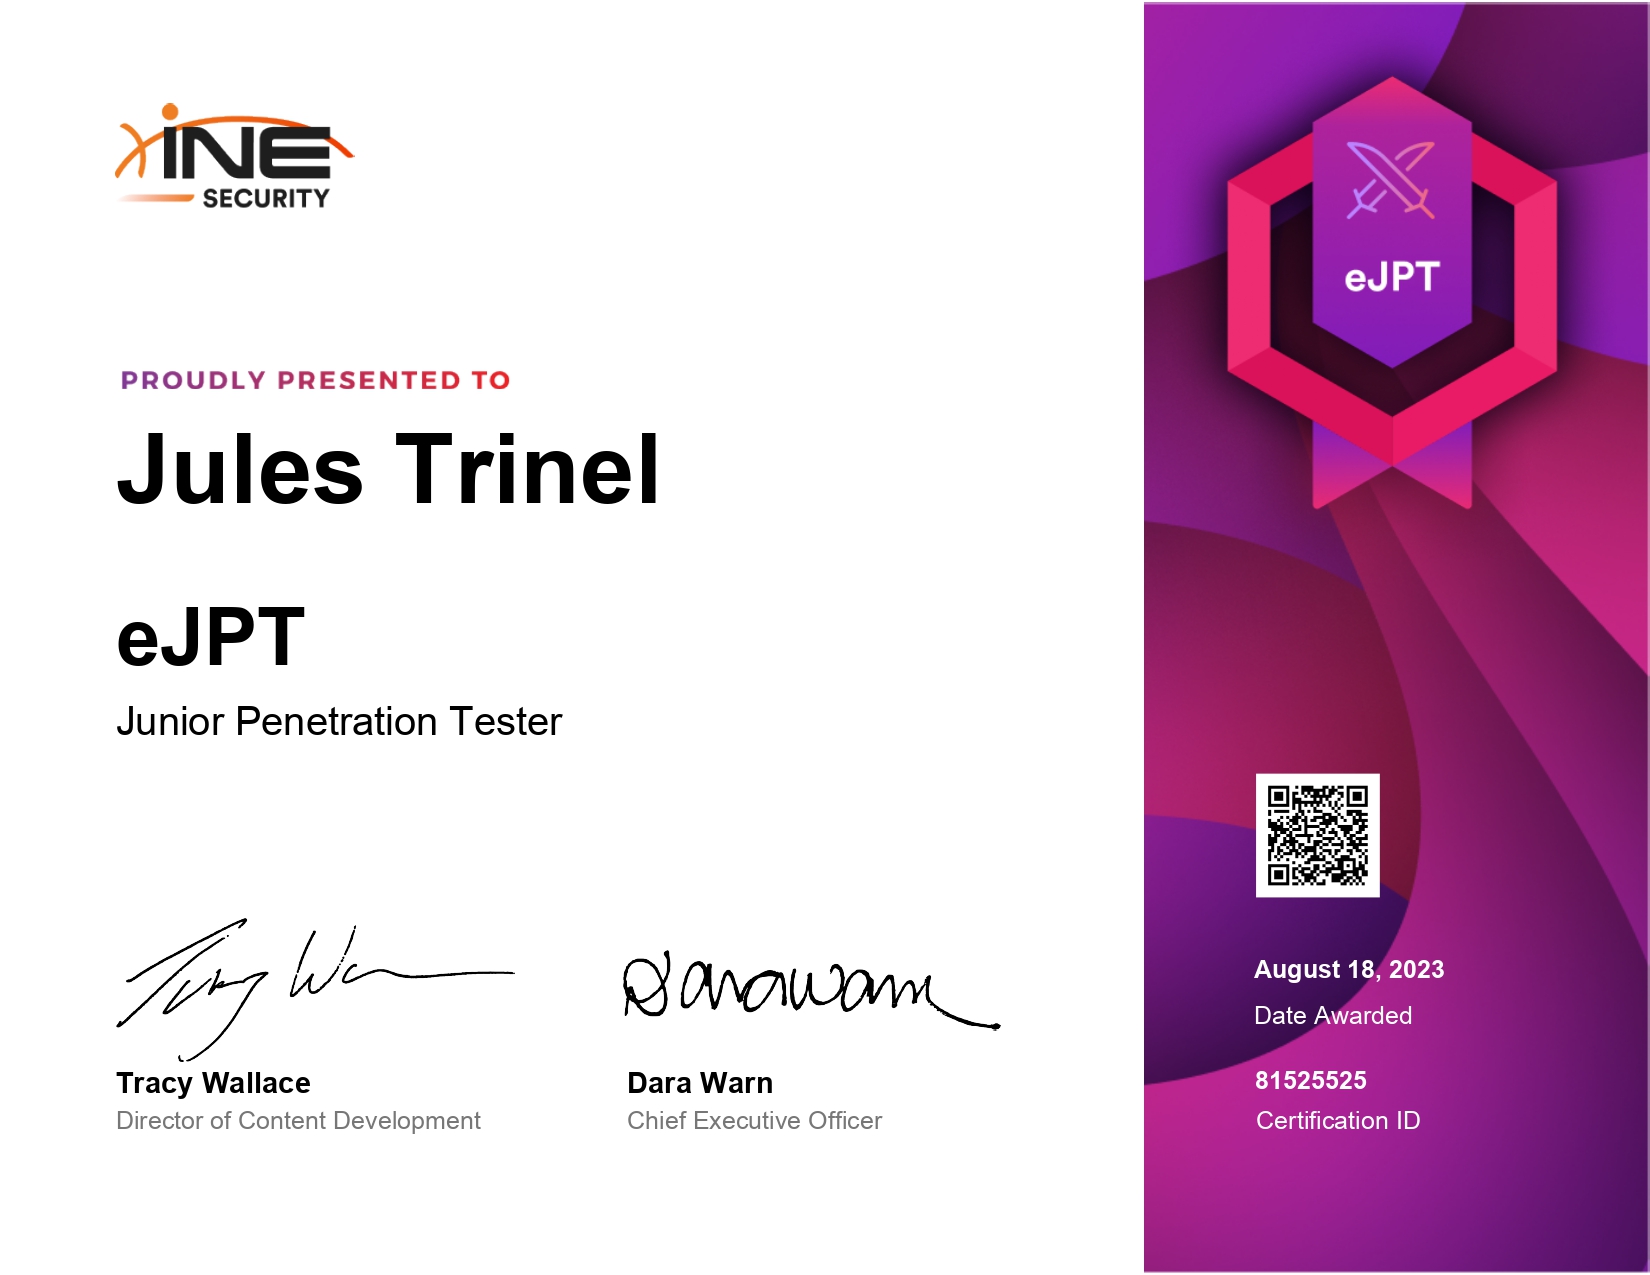 iNE
SECURITY
PROUDLY PRESENTED TO
Jules Trinel
eJPT
Junior Penetration Tester
Tracy Wallace
Director of Content Development
Dara Warn
Chief Executive Officer
eJPT
August 18, 2023
Date Awarded
81525525
Certification ID